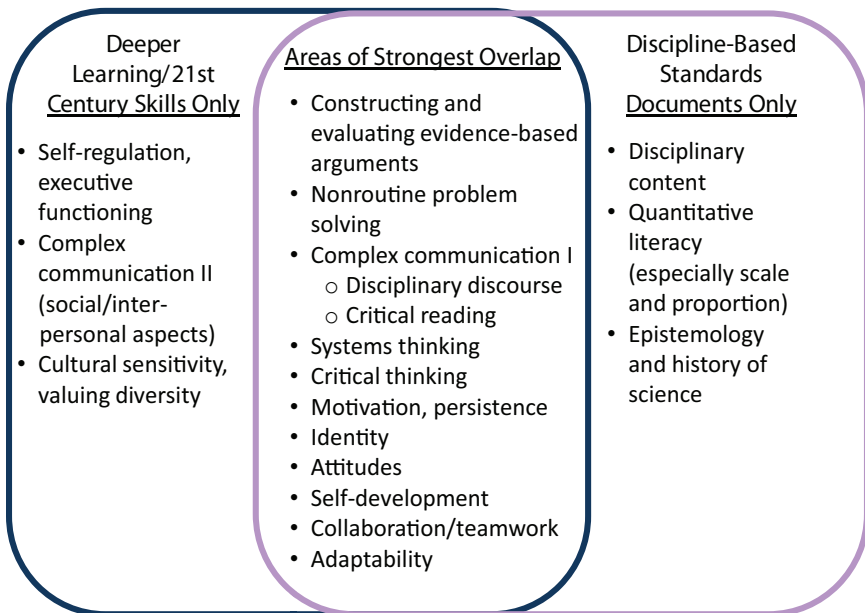 Deeper
Learning/21st
Century Skills Only
• Self-regulation,
executive
functioning
• Complex
communication II
(social/inter-
personal aspects)
• Cultural sensitivity,
valuing diversity
Areas of Strongest Overlap
• Constructing and
evaluating evidence-based
arguments
• Nonroutine problem
solving
• Complex communication I
o Disciplinary discourse
o Critical reading
• Systems thinking
• Critical thinking
• Motivation, persistence
• Identity
• Attitudes
• Self-development
• Collaboration/teamwork
• Adaptability
Discipline-Based
Standards
Documents Only
• Disciplinary
content
• Quantitative
literacy
(especially scale
and proportion)
• Epistemology
and history of
science